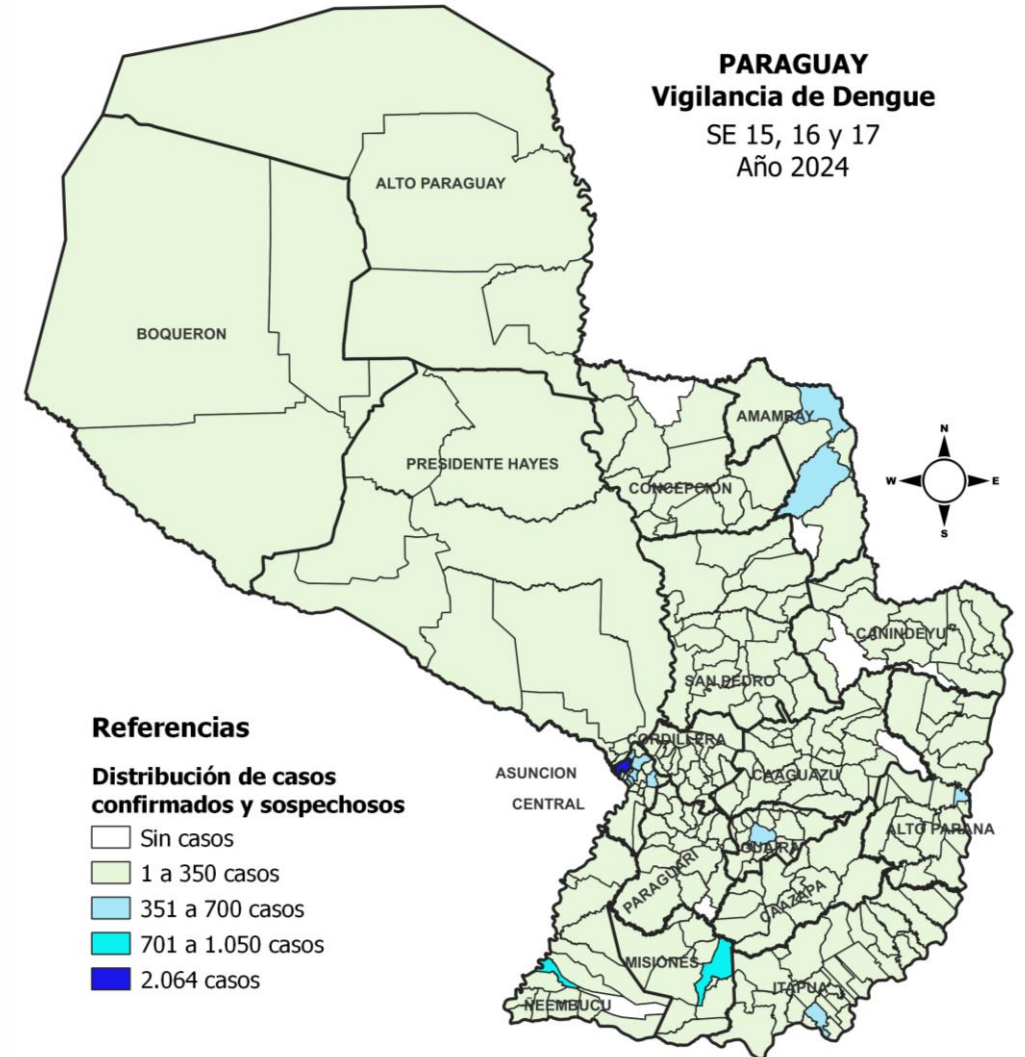 PARAGUAY
Vigilancia de Dengue
SE 15, 16 y 17
Año 2024
ALTO PARAGUAY
BOQUERON
AMAMBAY
N
W
E
S
PRESIDENTE HAYES
CONCEPCION
CANINDEYU
SAN PEDRO
CORDILLERA
ASUNCION
CENTRAL
CAAGUAZU
ALTO PARANA
GUAIRA
PARAGUARI
CAAZAPA
MISIONES
ITAPUA
ÑEEMBUCU
Referencias
Distribución de casos
confirmados y sospechosos
Sin casos
1 a 350 casos
351 a 700 casos
701 a 1.050 casos
2.064 casos